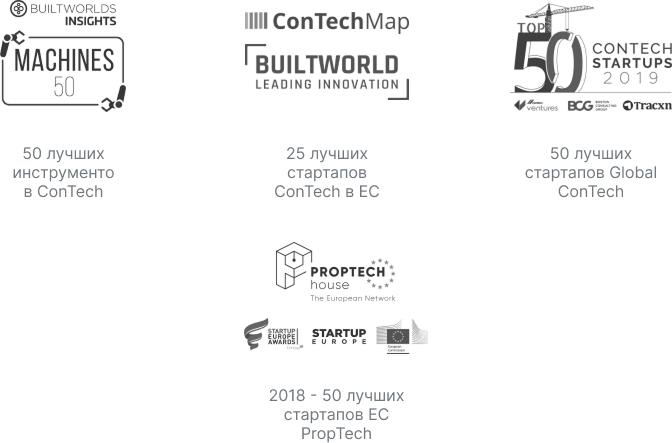 BUILTWORLDS
INSIGHTS
MACHINES
50
50 лучших
инструменто
в ConTech
ConTechMap
BUILTWORLD
LEADING INNOVATION
25 лучших
стартапов
ConTech в ЕС
TOP
50
CONTECH
STARTUPS
2019
ventures
BCG
BOSTON
CONSULTING
GROUP
Tracxn
50 лучших
стартапов Global
ConTech
PROPTECH
house
The European Network
STARTUP
EUROPE
AWARDS
STARTUP
EUROPE
European
Commission
2018 - 50 лучших
стартапов ЕС
PropTech